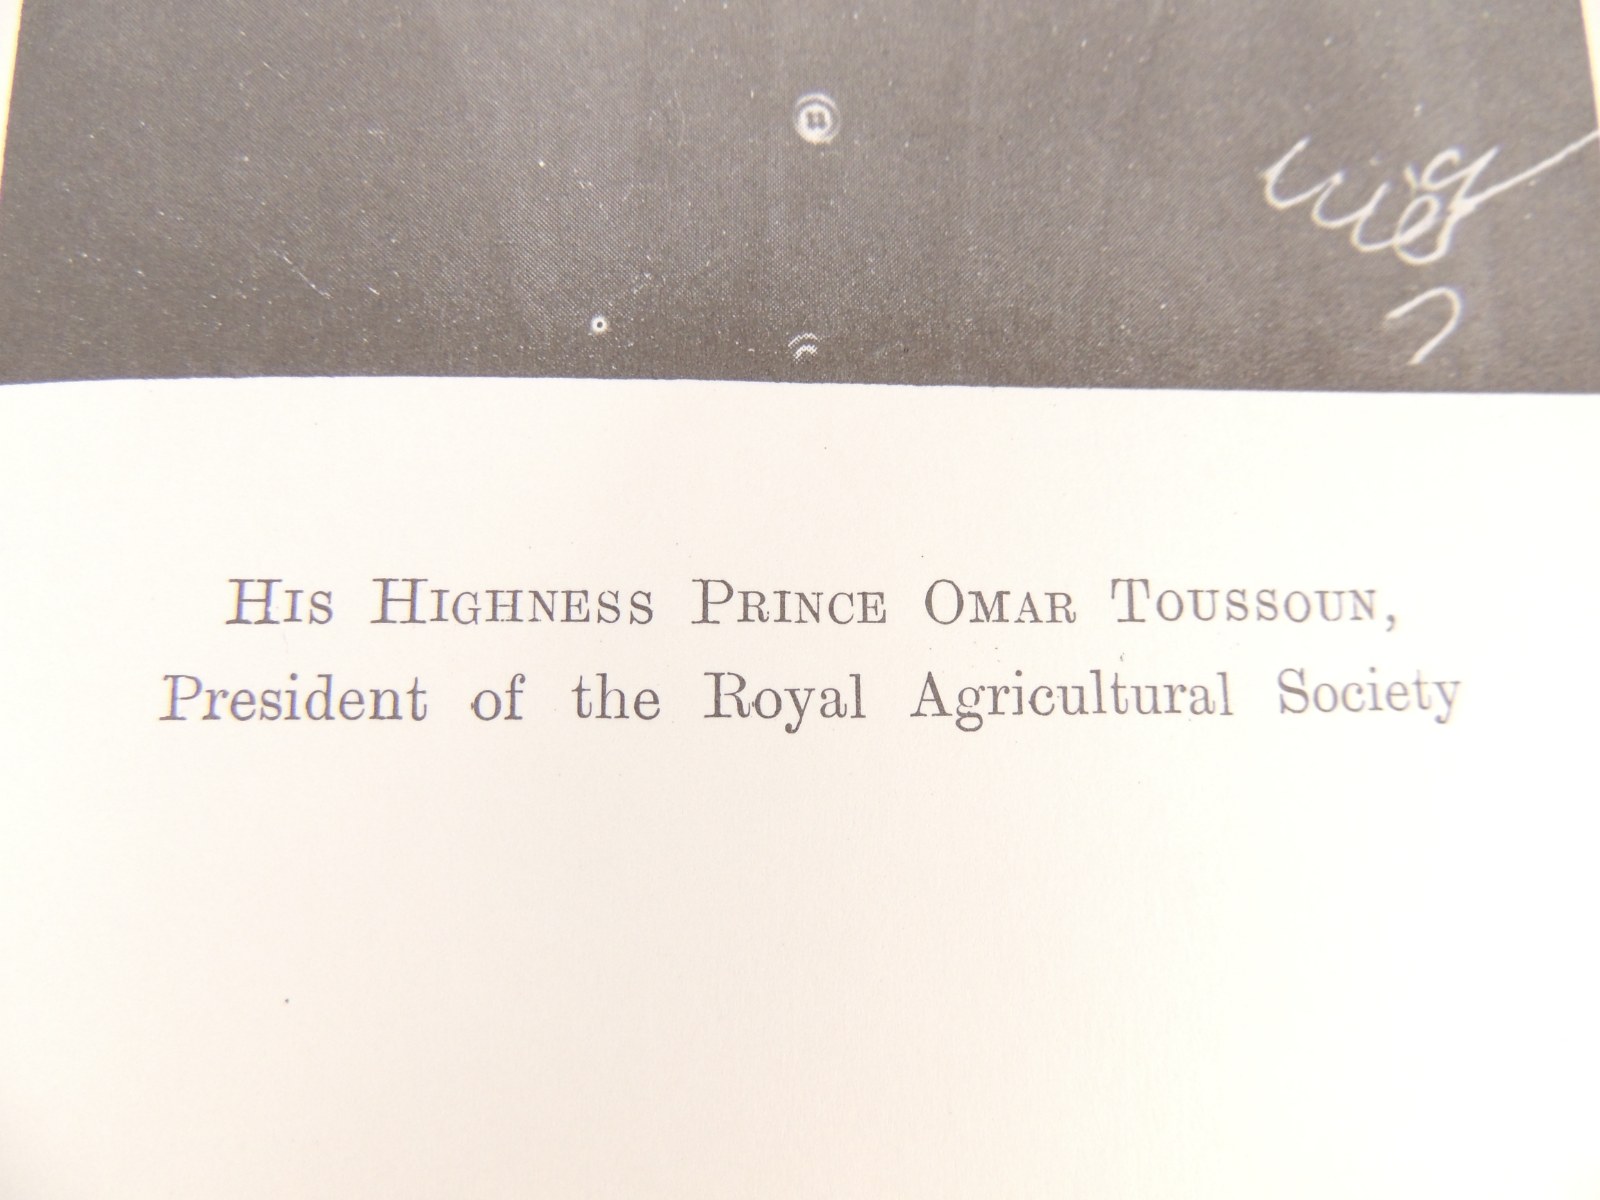 His Highness Prince Omar Toussoun,
President of the Royal Agricultural Society